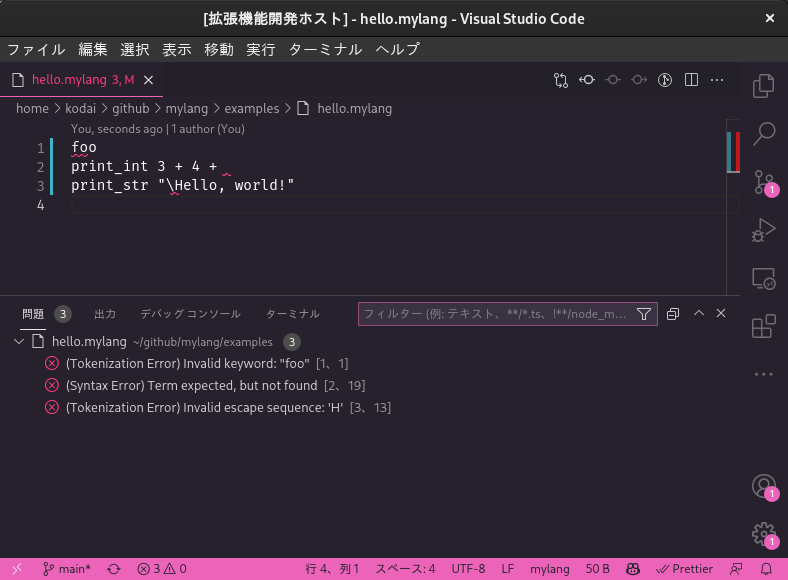 [拡張機能開発ホスト] - hello.mylang - Visual Studio Code
ファイル 編集 選択 表示 移動 実行 ターミナル ヘルプ
hello.mylang 3, M
home > kodai > github > mylang > examples > hello.mylang
You, seconds ago | 1 author (You)
1 foo
2 print_int 3 + 4 +
3 print_str "\Hello, world!"
4
問題 3 出力 デバッグ コンソール ターミナル フィルター (例: テキスト、**/*.ts、!**/node_m...
hello.mylang ~/github/mylang/examples 3
(Tokenization Error) Invalid keyword: "foo" [1、1]
(Syntax Error) Term expected, but not found [2、19]
(Tokenization Error) Invalid escape sequence: 'H' [3、13]
1
1
1
main* 3 0 行 4、列 1 スペース: 4 UTF-8 LF mylang 50 B Prettier